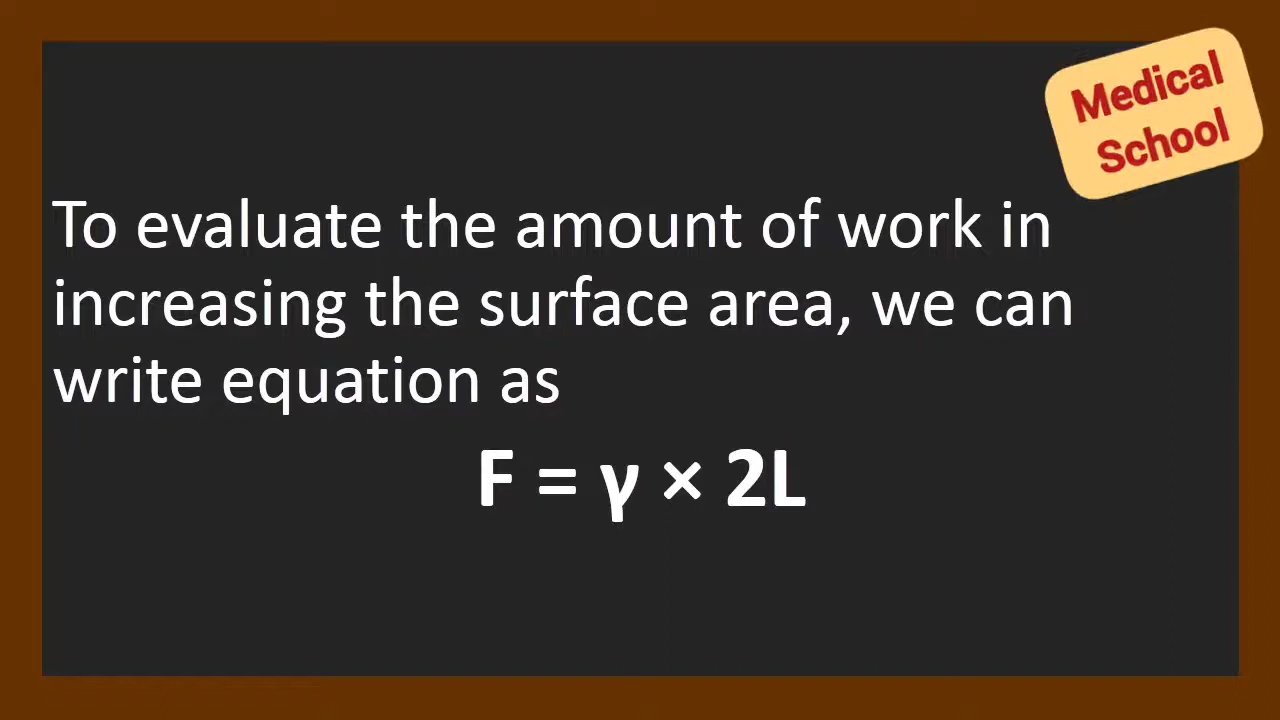 Medical
School
To evaluate the amount of work in
increasing the surface area, we can
write equation as
F = γ × 2L